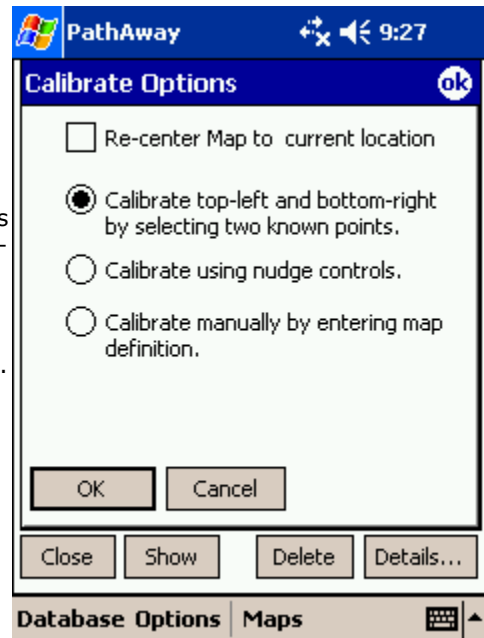 PathAway 9:27
Calibrate Options ok
Re-center Map to current location
Calibrate top-left and bottom-right
by selecting two known points.
Calibrate using nudge controls.
Calibrate manually by entering map
definition.
OK Cancel
Close Show Delete Details...
Database Options Maps
s
.